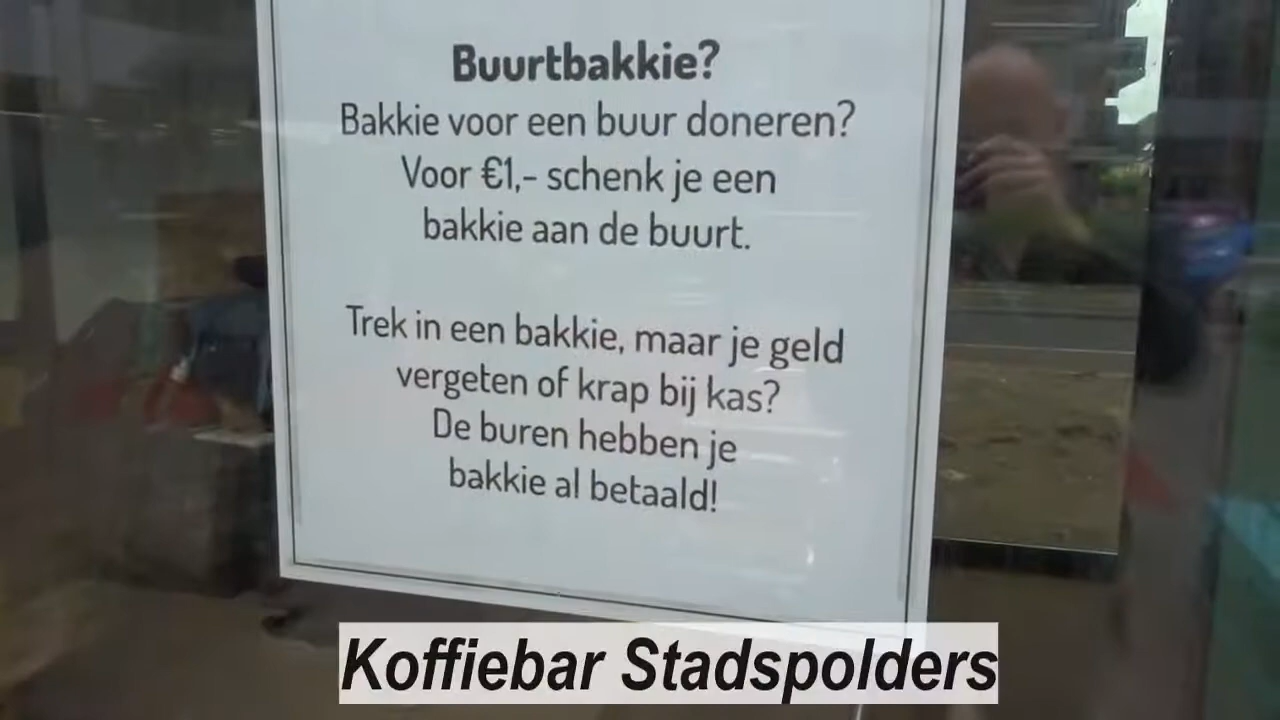 Buurtbakkie?
Bakkie voor een buur doneren?
Voor €1,- schenk je een
bakkie aan de buurt.
Trek in een bakkie, maar je geld
vergeten of krap bij kas?
De buren hebben je
bakkie al betaald!
Koffiebar Stadspolders